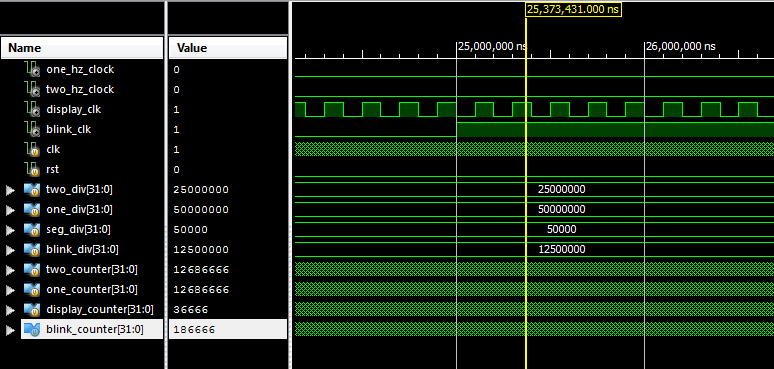 25,373,431.000 ns
Name Value
25,000,000 ns 26,000,000 ns
one_hz_clock 0
two_hz_clock 0
display_clk 1
blink_clk 1
clk 1
rst 0
two_div[31:0] 25000000 25000000
one_div[31:0] 50000000 50000000
seg_div[31:0] 50000 50000
blink_div[31:0] 12500000 12500000
two_counter[31:0] 12686666
one_counter[31:0] 12686666
display_counter[31:0] 36666
blink_counter[31:0] 186666